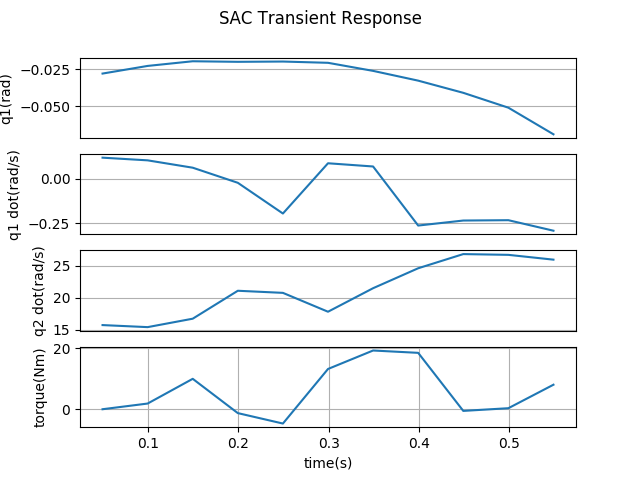 SAC Transient Response
−0.025
−0.050
q1(rad)
0.00
−0.25
q1 dot(rad/s)
25
20
15
q2 dot(rad/s)
20
0
torque(Nm)
0.1 0.2 0.3 0.4 0.5
time(s)